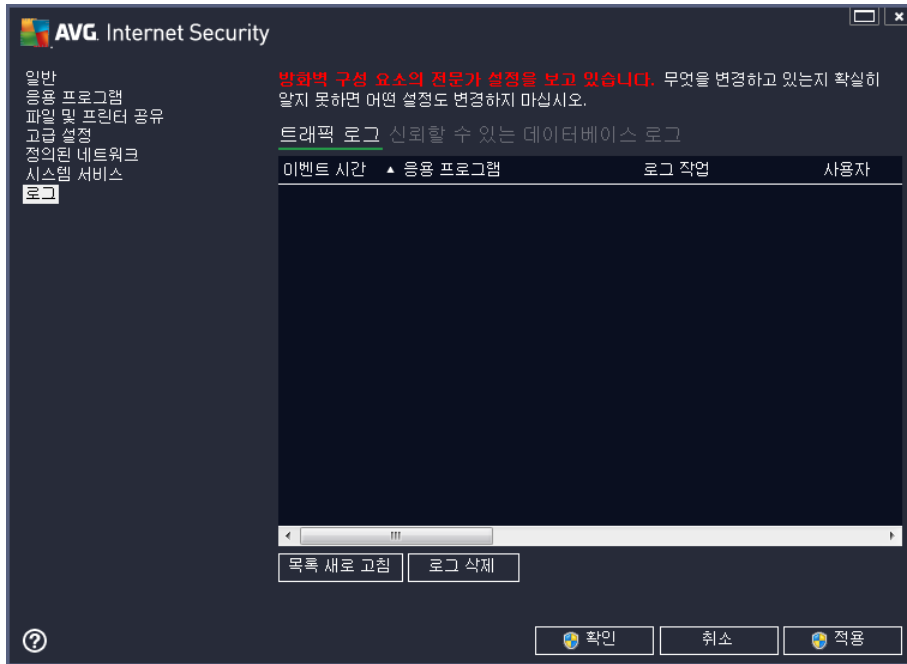 AVG. Internet Security
일반
응용 프로그램
파일 및 프린터 공유
고급 설정
정의된 네트워크
시스템 서비스
로그
방화벽 구성 요소의 전문가 설정을 보고 있습니다. 무엇을 변경하고 있는지 확실히
알지 못하면 어떤 설정도 변경하지 마십시오.
트래픽 로그 신뢰할 수 있는 데이터베이스 로그
이벤트 시간 ▲ 응용 프로그램 로그 작업 사용자
목록 새로 고침 로그 삭제
? 확인 취소 적용